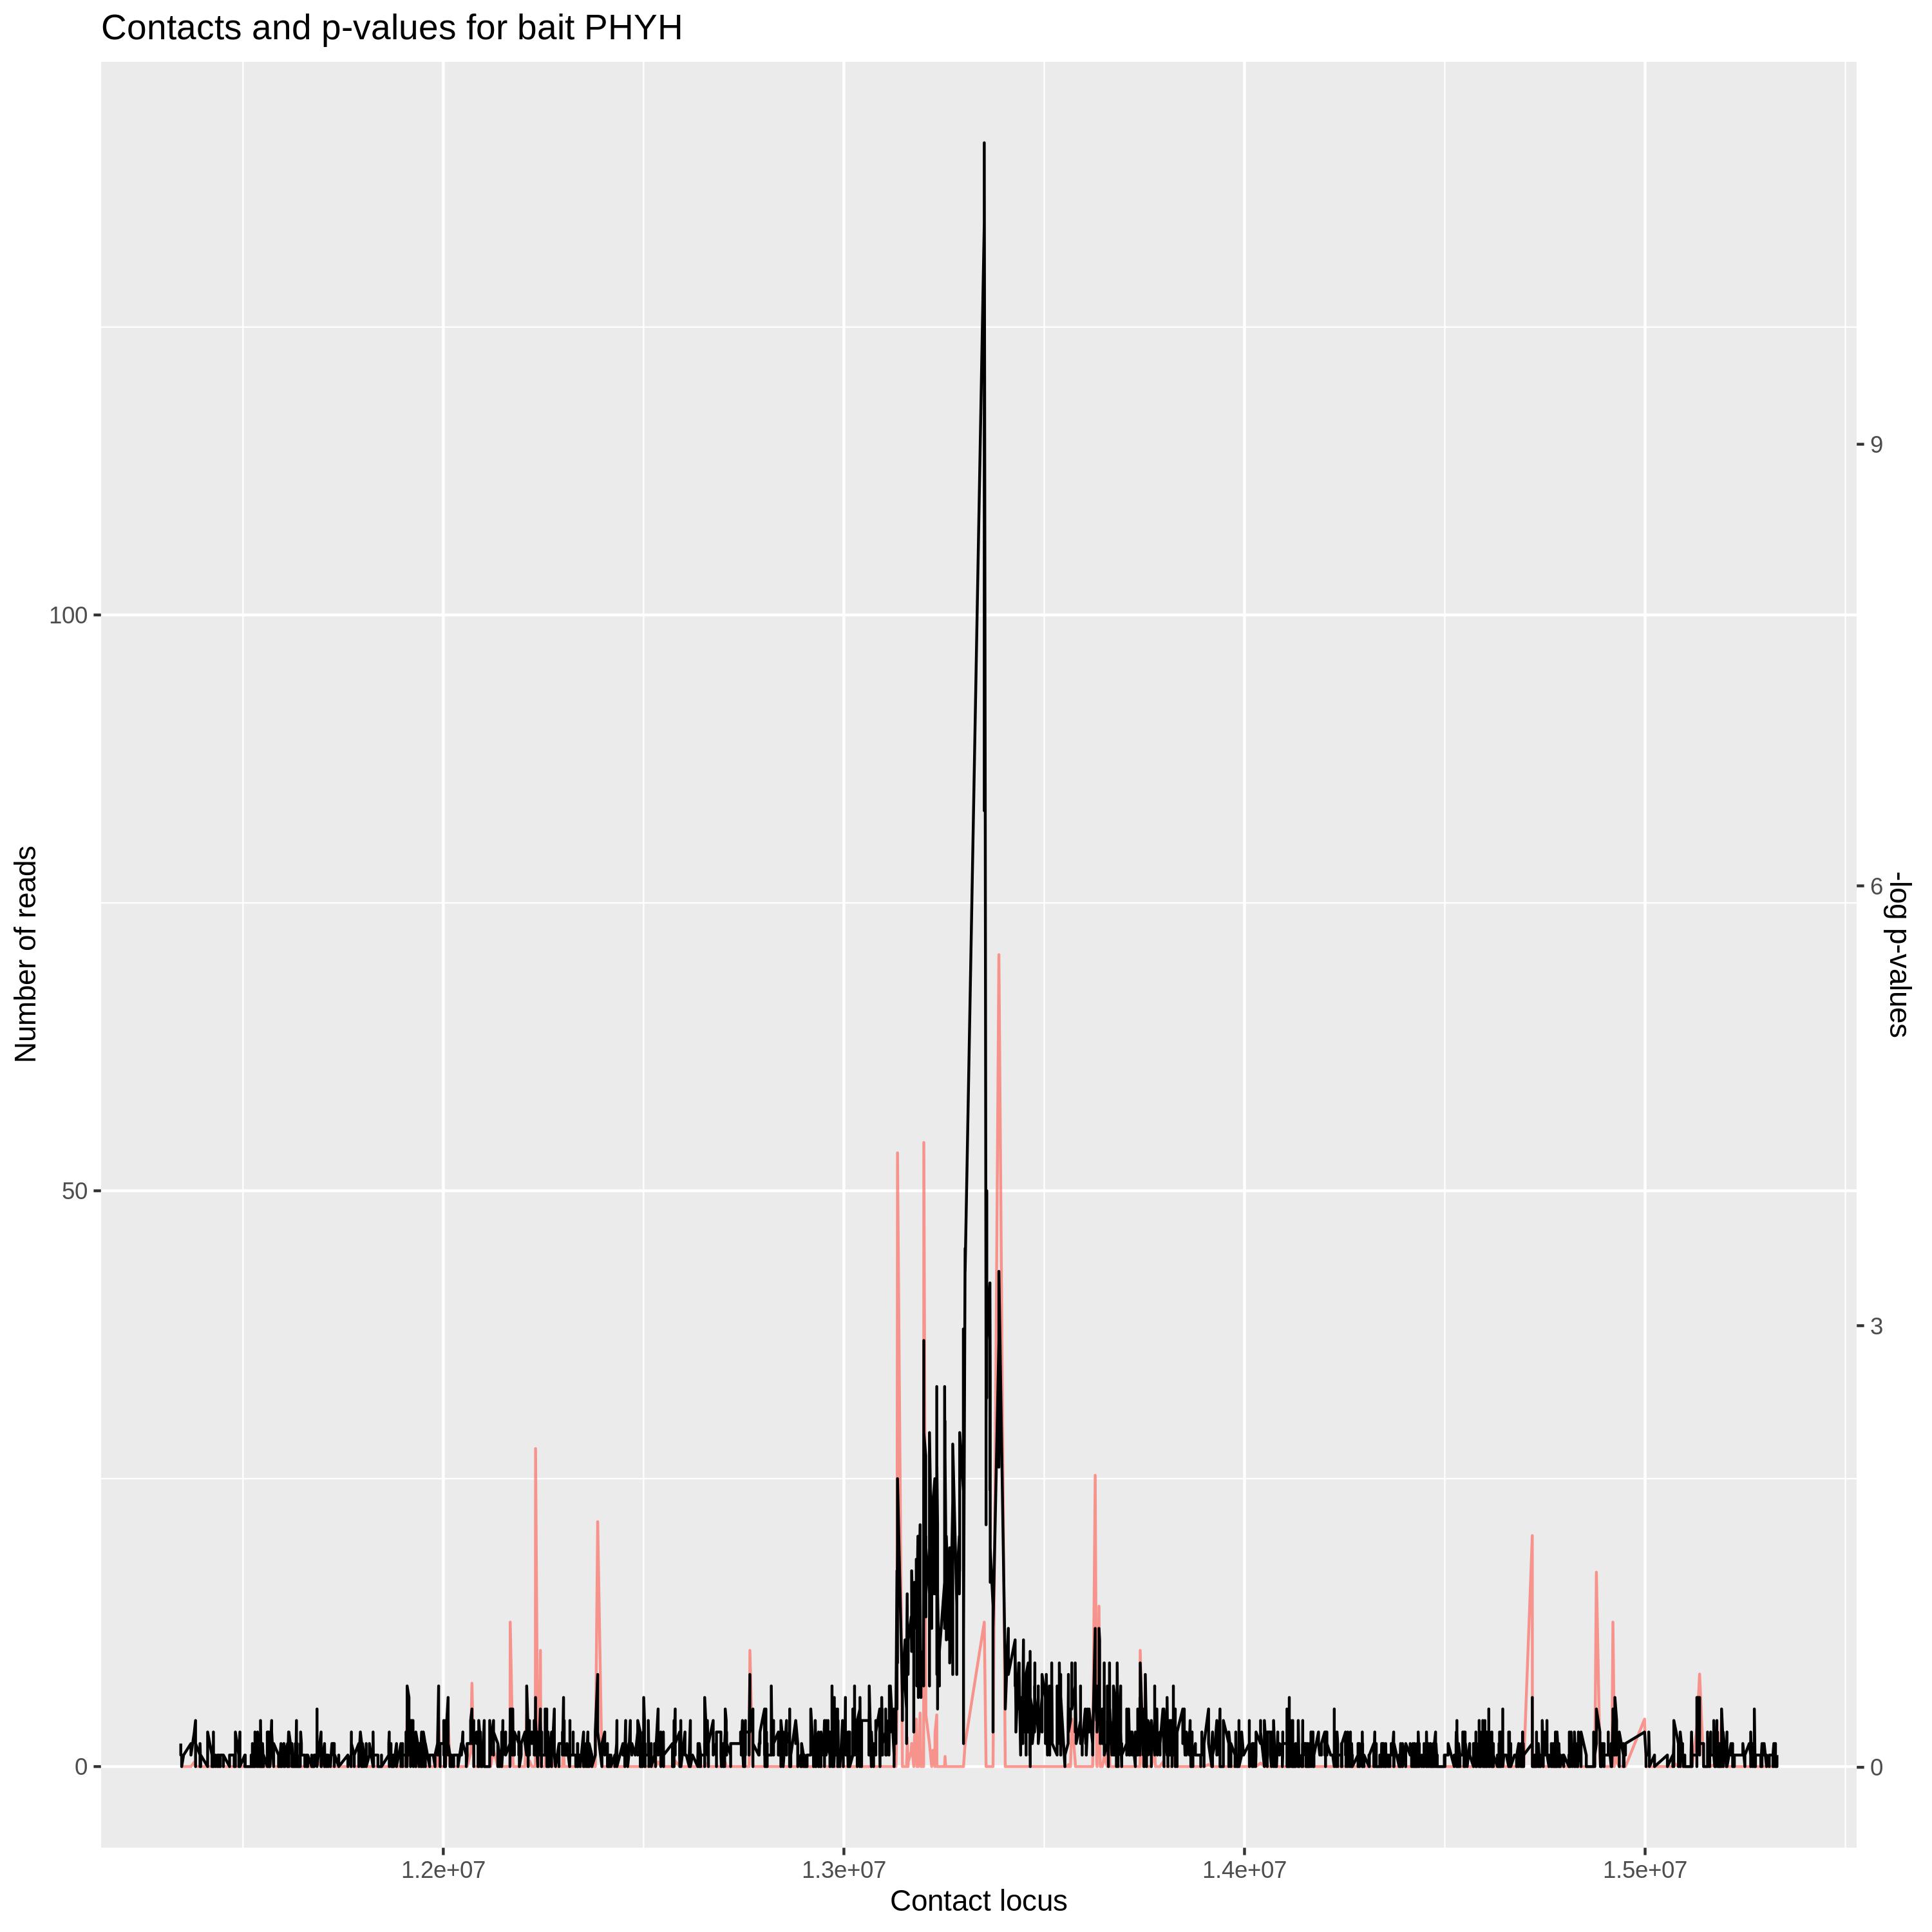 Contacts and p-values for bait PHYH
Number of reads
100
50
0
9
6
3
0
-log p-values
1.2e+07
1.3e+07
1.4e+07
1.5e+07
Contact locus